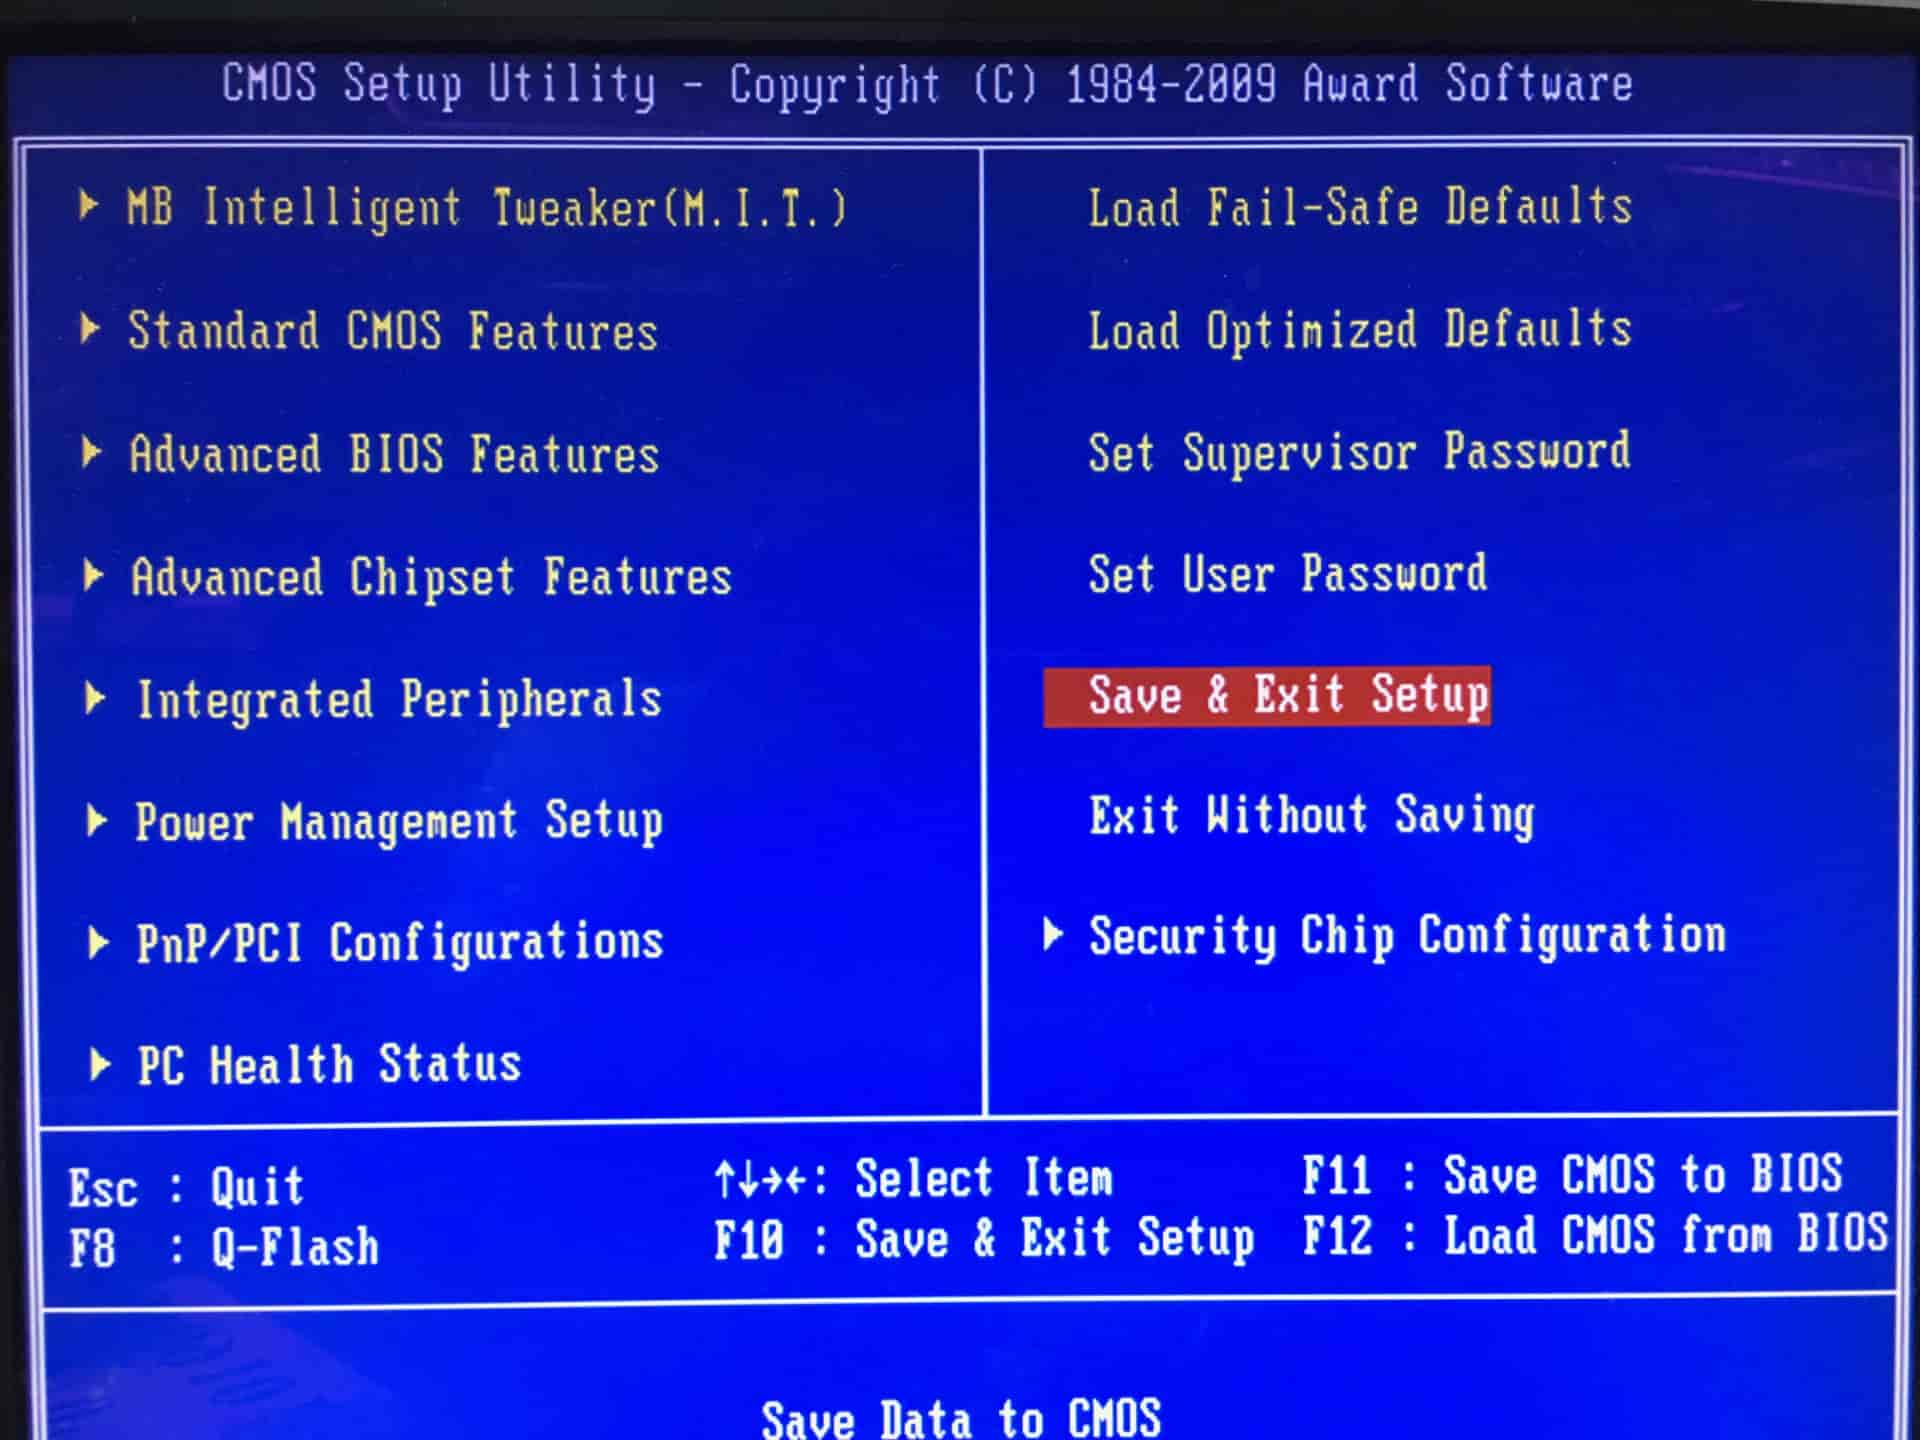 CMOS Setup Utility - Copyright (C) 1984-2009 Award Software
MB Intelligent Tweaker(M.I.T.)
Standard CMOS Features
Advanced BIOS Features
Advanced Chipset Features
Integrated Peripherals
Power Management Setup
PnP/PCI Configurations
PC Health Status
Load Fail-Safe Defaults
Load Optimized Defaults
Set Supervisor Password
Set User Password
Save & Exit Setup
Exit Without Saving
Security Chip Configuration
Esc : Quit
↑↓→←: Select Item
F11 : Save CMOS to BIOS
F8 : Q-Flash
F10 : Save & Exit Setup
F12 : Load CMOS from BIOS
Save Data to CMOS